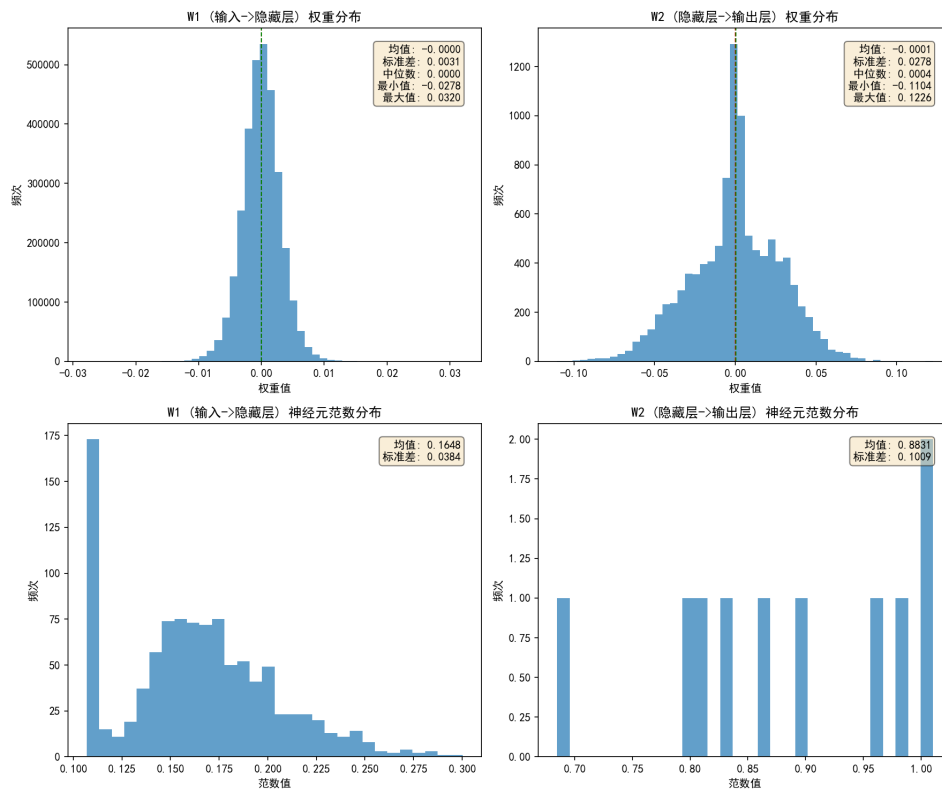 W1 (输入->隐藏层) 权重分布
均值: -0.0000
标准差: 0.0031
中位数: 0.0000
最小值: -0.0278
最大值: 0.0320
频次
500000
400000
300000
200000
100000
0
-0.03
-0.02
-0.01
0.00
0.01
0.02
0.03
权重值
W2 (隐藏层->输出层) 权重分布
均值: -0.0001
标准差: 0.0278
中位数: 0.0004
最小值: -0.1104
最大值: 0.1226
频次
1200
1000
800
600
400
200
0
-0.10
-0.05
0.00
0.05
0.10
权重值
W1 (输入->隐藏层) 神经元范数分布
均值: 0.1648
标准差: 0.0384
频次
175
150
125
100
75
50
25
0
0.100
0.125
0.150
0.175
0.200
0.225
0.250
0.275
0.300
范数值
W2 (隐藏层->输出层) 神经元范数分布
均值: 0.8831
标准差: 0.1009
频次
2.00
1.75
1.50
1.25
1.00
0.75
0.50
0.25
0.00
0.70
0.75
0.80
0.85
0.90
0.95
1.00
范数值